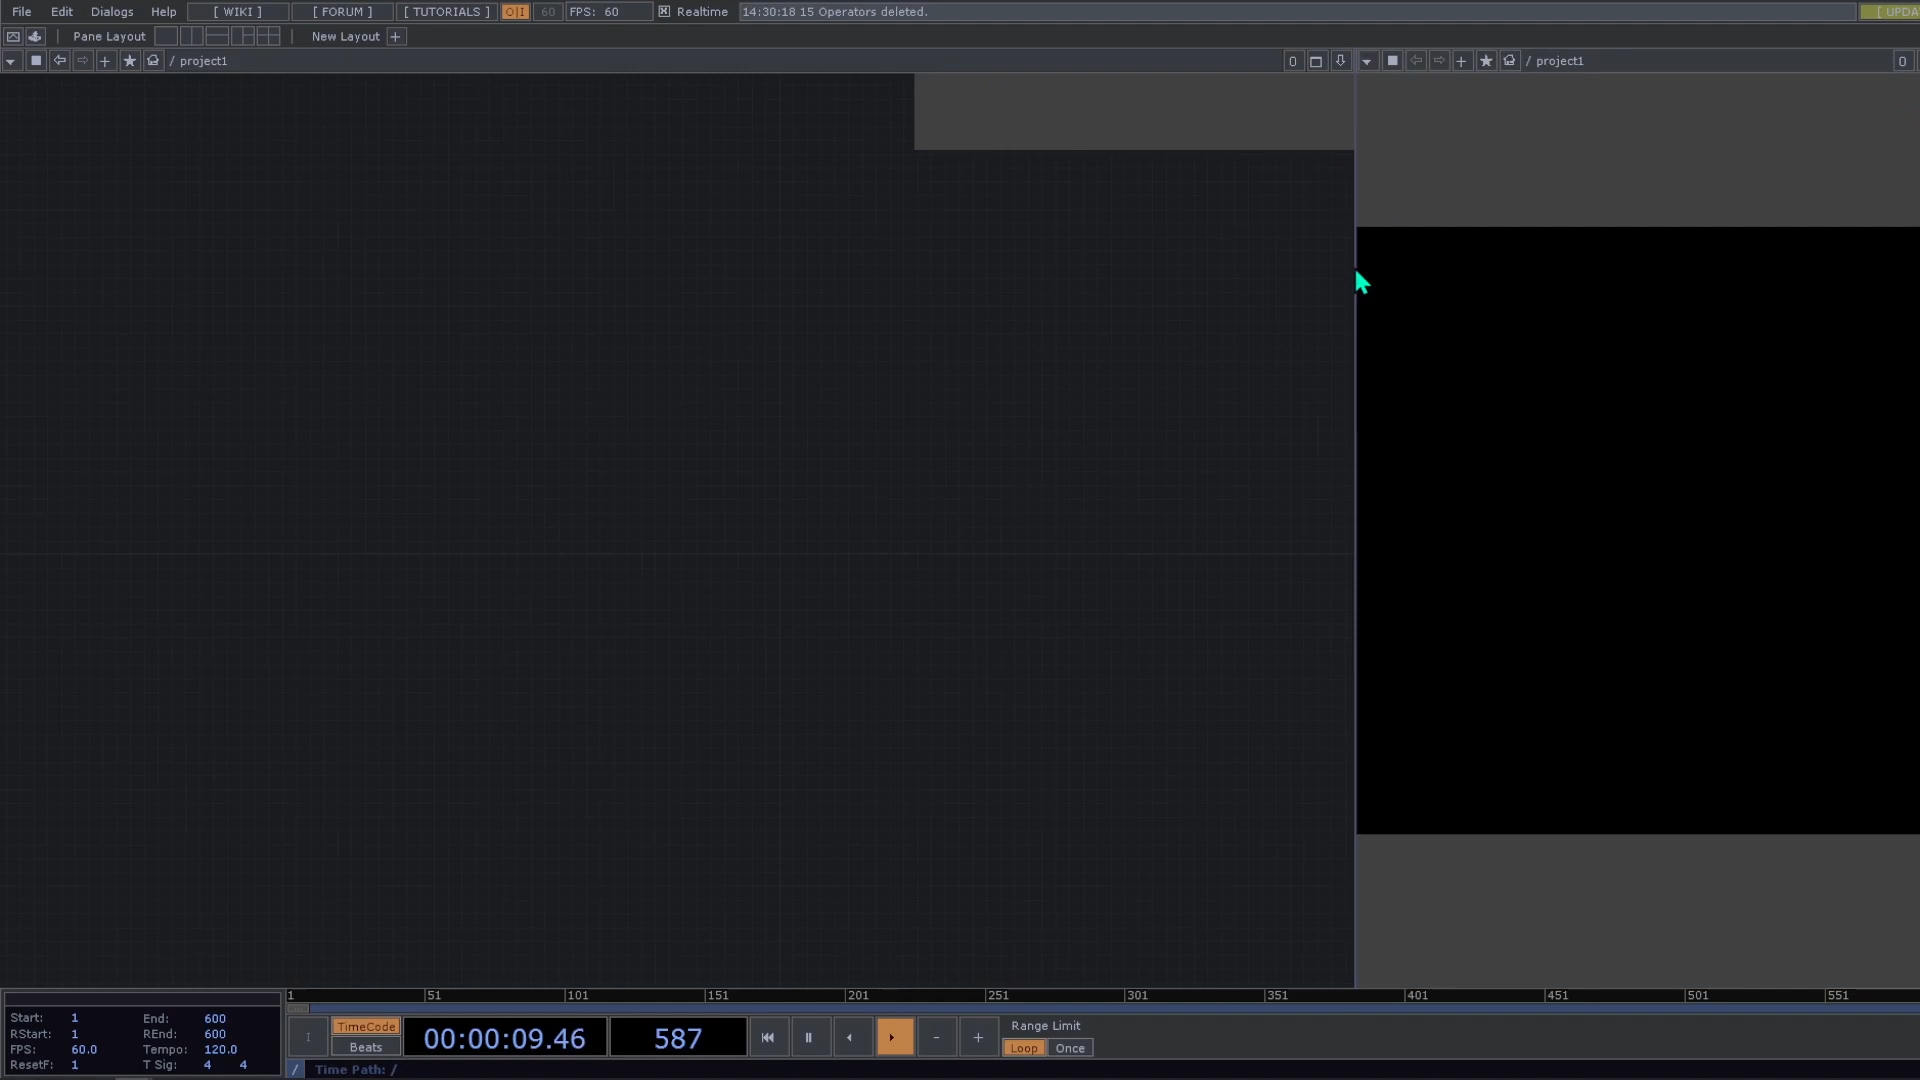 File Edit Dialogs Help [ WIKI ] [ FORUM ] [ TUTORIALS ] O|I 60 FPS: 60 Realtime 14:30:18 15 Operators deleted. [ UPDA
Pane Layout New Layout +
/ project1 0 / project1 0
1 51 101 151 201 251 301 351 401 451 501 551
Start: 1 End: 600
RStart: 1 REnd: 600
FPS: 60.0 Tempo: 120.0
ResetF: 1 T Sig: 4 4
I TimeCode 00:00:09.46 587 - + Range Limit
Beats Loop Once
/ Time Path: /